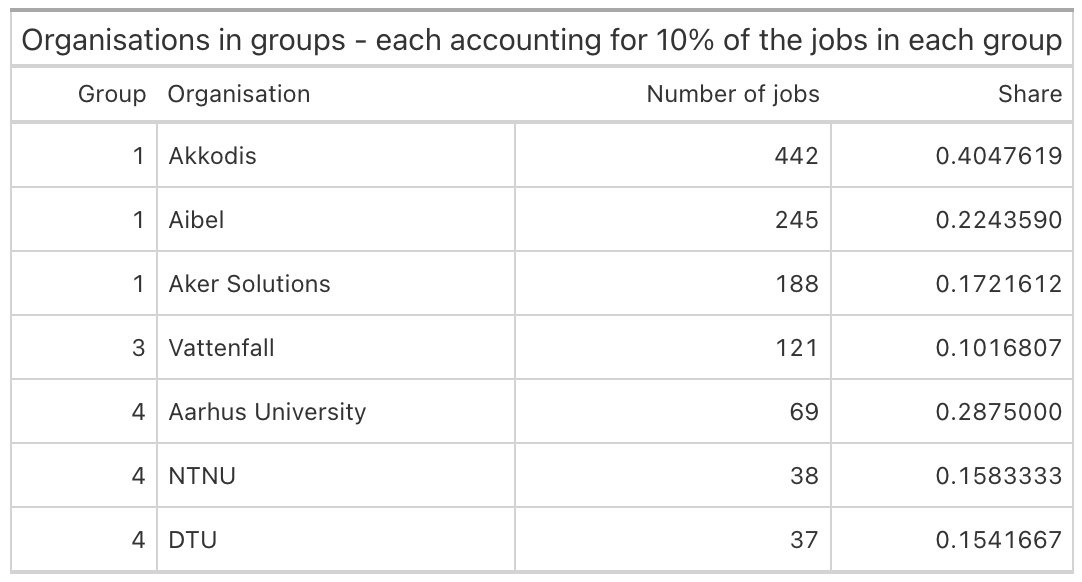 Organisations in groups - each accounting for 10% of the jobs in each group
Group Organisation Number of jobs Share
1 Akkodis 442 0.4047619
1 Aibel 245 0.2243590
1 Aker Solutions 188 0.1721612
3 Vattenfall 121 0.1016807
4 Aarhus University 69 0.2875000
4 NTNU 38 0.1583333
4 DTU 37 0.1541667